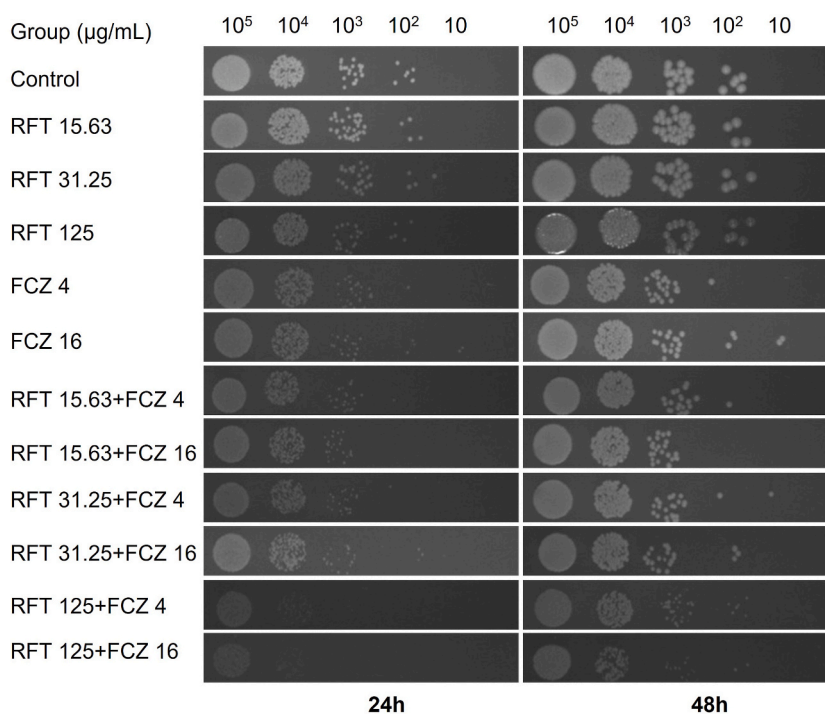 Group (µg/mL) 10⁵ 10⁴ 10³ 10² 10 10⁵ 10⁴ 10³ 10² 10
Control
RFT 15.63
RFT 31.25
RFT 125
FCZ 4
FCZ 16
RFT 15.63+FCZ 4
RFT 15.63+FCZ 16
RFT 31.25+FCZ 4
RFT 31.25+FCZ 16
RFT 125+FCZ 4
RFT 125+FCZ 16
24h 48h